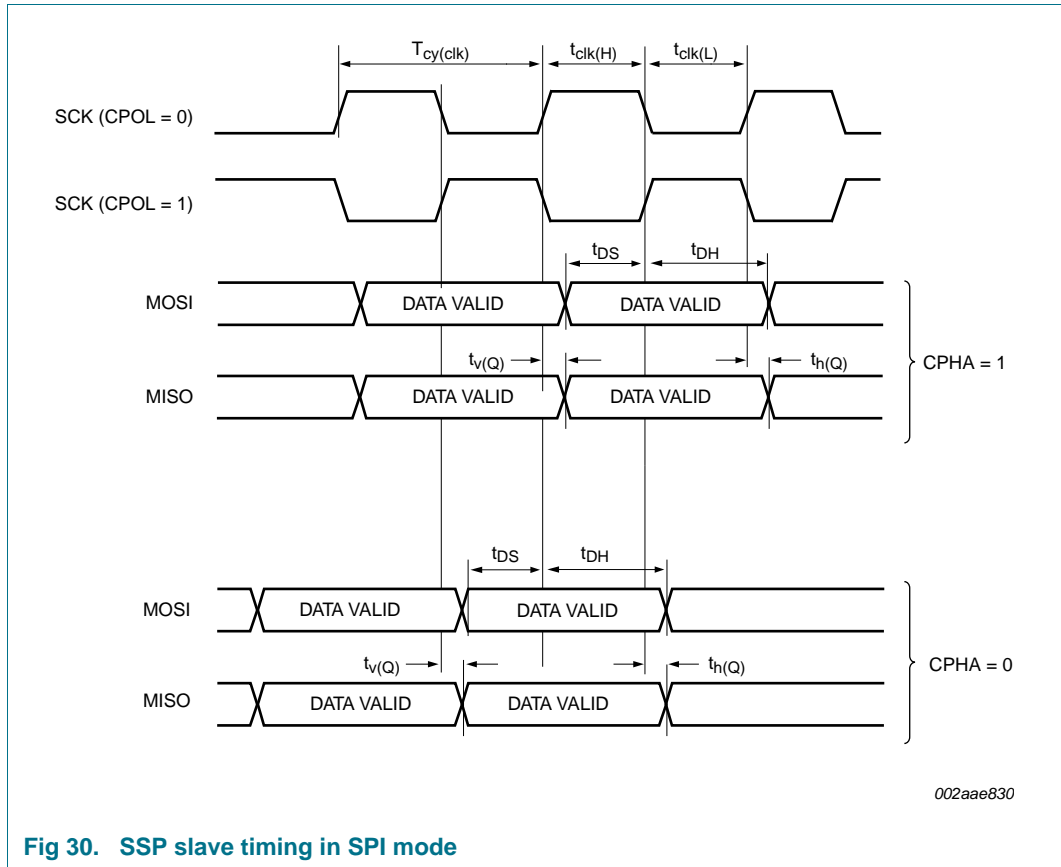 Tcy(clk) tclk(H) tclk(L)
SCK (CPOL = 0)
SCK (CPOL = 1)
tDS tDH
MOSI DATA VALID DATA VALID
tv(Q) th(Q)
CPHA = 1
MISO DATA VALID DATA VALID
tDS tDH
MOSI DATA VALID DATA VALID
tv(Q) th(Q)
CPHA = 0
MISO DATA VALID DATA VALID
002aae830
Fig 30. SSP slave timing in SPI mode